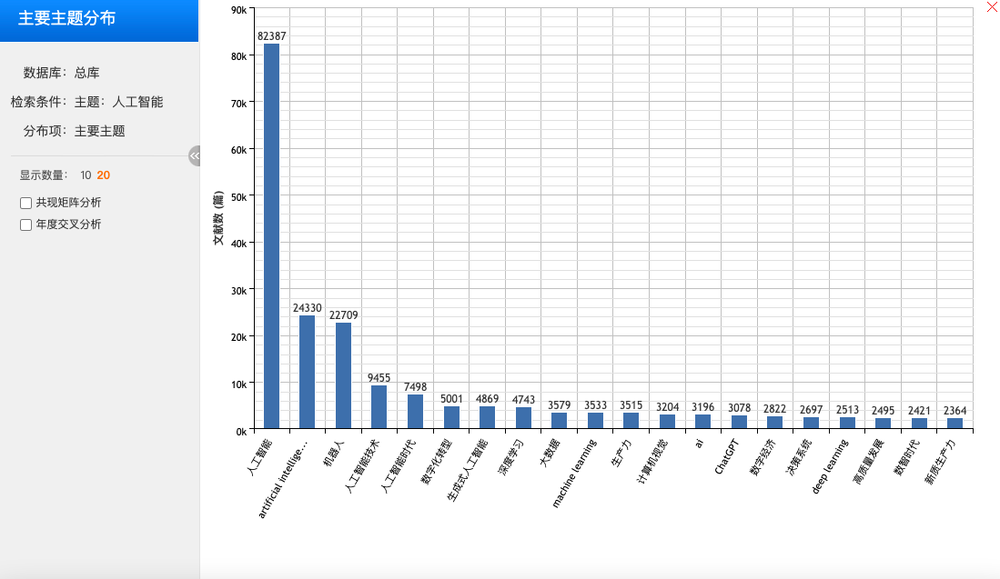 主要主题分布
数据库：总库
检索条件：主题：人工智能
分布项：主要主题
显示数量： 10 20
共现矩阵分析
年度交叉分析
文献数 (篇)
90k
80k
70k
60k
50k
40k
30k
20k
10k
0k
82387
24330
22709
9455
7498
5001
4869
4743
3579
3533
3515
3204
3196
3078
2822
2697
2513
2495
2421
2364
人工智能
artificial intellige...
机器人
人工智能技术
人工智能时代
数字化转型
生成式人工智能
深度学习
大数据
machine learning
生产力
计算机视觉
ai
ChatGPT
数字经济
决策系统
deep learning
高质量发展
数智时代
新质生产力